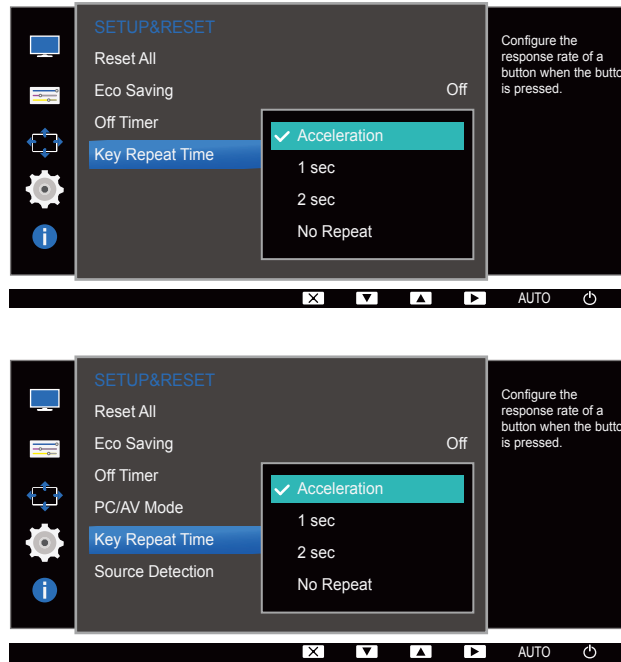 SETUP&RESET
Reset All
Eco Saving Off
Off Timer
Key Repeat Time
Acceleration
1 sec
2 sec
No Repeat
Configure the
response rate of a
button when the butto
is pressed.
AUTO
SETUP&RESET
Reset All
Eco Saving Off
Off Timer
PC/AV Mode
Key Repeat Time
Source Detection
Acceleration
1 sec
2 sec
No Repeat
Configure the
response rate of a
button when the butto
is pressed.
AUTO